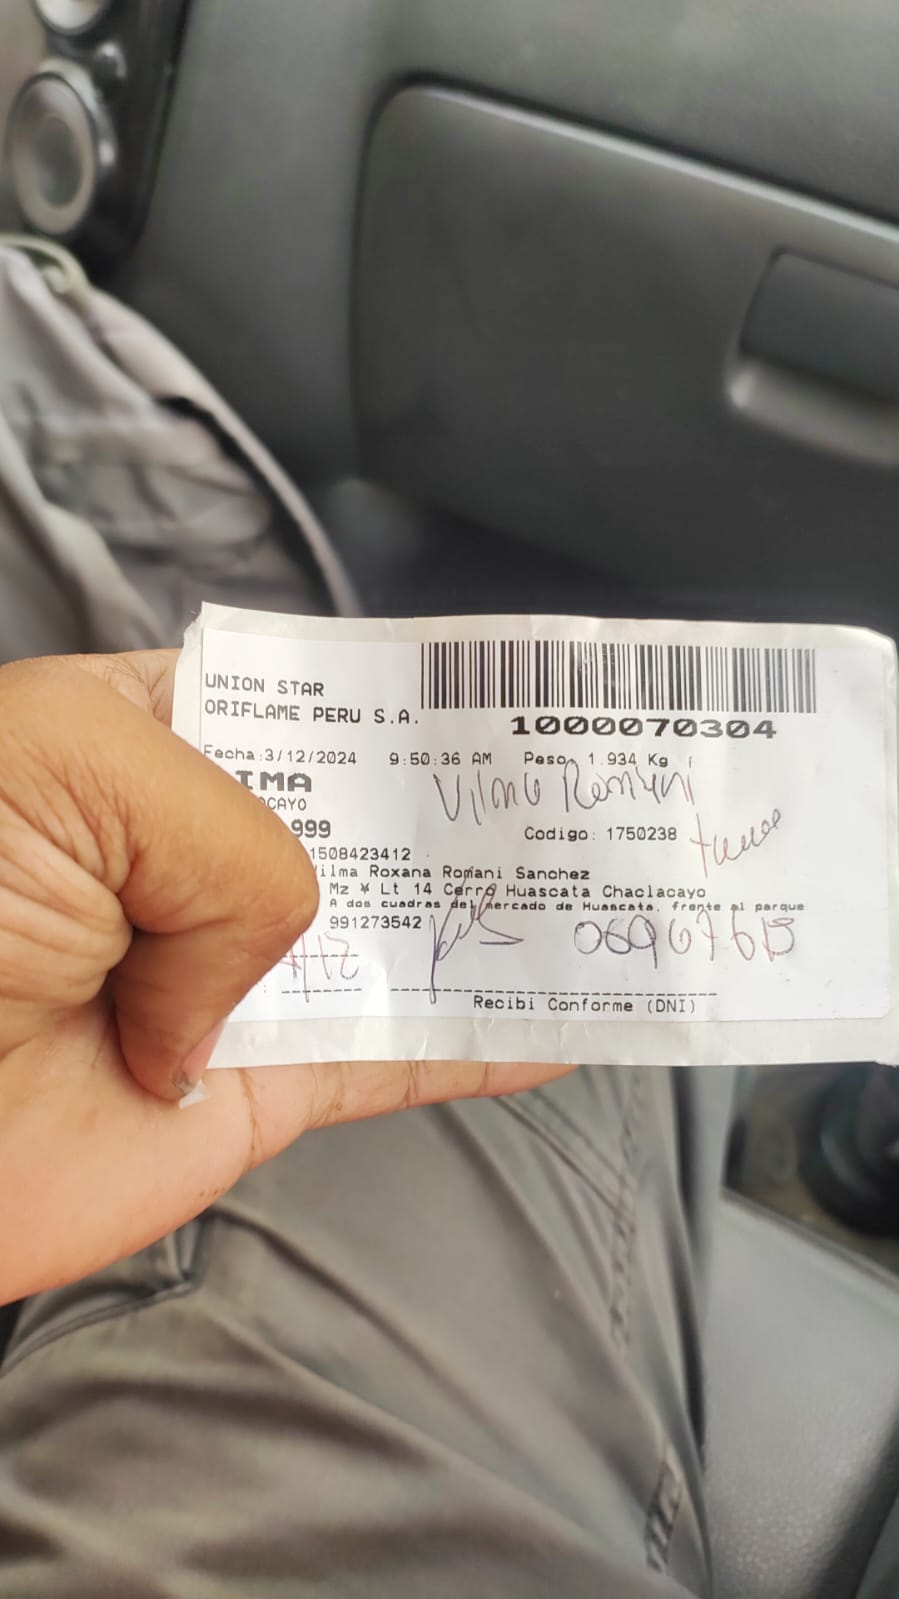 UNION STAR
ORIFLAME PERU S.A.
1000070304
Fecha:3/12/2024 9:50:36 AM Peso 1.934 Kg
IMA
CAYO
Vilma Romani
999
Codigo: 1750238
1508423412
Vilma Roxana Romani Sanchez
Mz ¥ Lt 14 Cerro Huascata Chaclacayo
A dos cuadras del mercado de Huascata, frente al parque
991273542
Recibi Conforme (DNI)